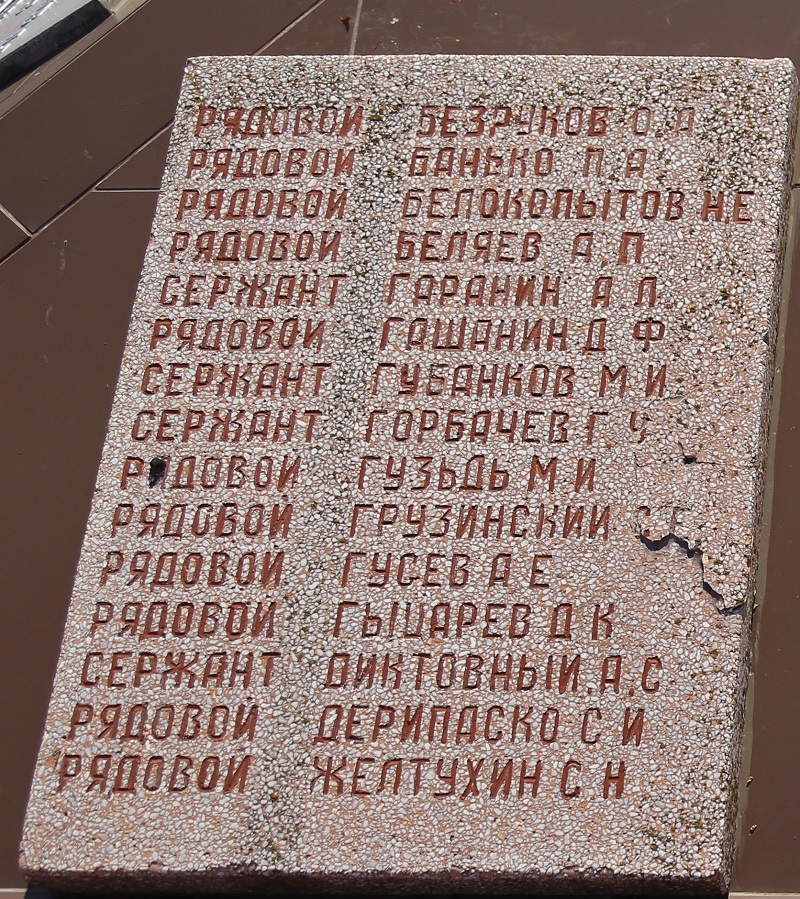 РЯДОВОЙ БЕЗРУКОВ О.А
РЯДОВОЙ БАНЬКО П А
РЯДОВОЙ БЕЛОКОПЫТОВ Н Е
РЯДОВОЙ БЕЛЯЕВ А.П
СЕРЖАНТ ГАРАНИН А Л
РЯДОВОЙ ГАШАНИН Д Ф
СЕРЖАНТ ГУБАНКОВ М И
СЕРЖАНТ ГОРБАЧЕВ Г
РЯДОВОЙ ГУЗЬДЬ М И
РЯДОВОЙ ГРУЗИНСКИЙ
РЯДОВОЙ ГУСЕВ А Е
РЯДОВОЙ Д К
СЕРЖАНТ ДИКТОВНЫЙ.А.С
РЯДОВОЙ ДЕРИПАСКО С И
РЯДОВОЙ ЖЕЛТУХИН С Н